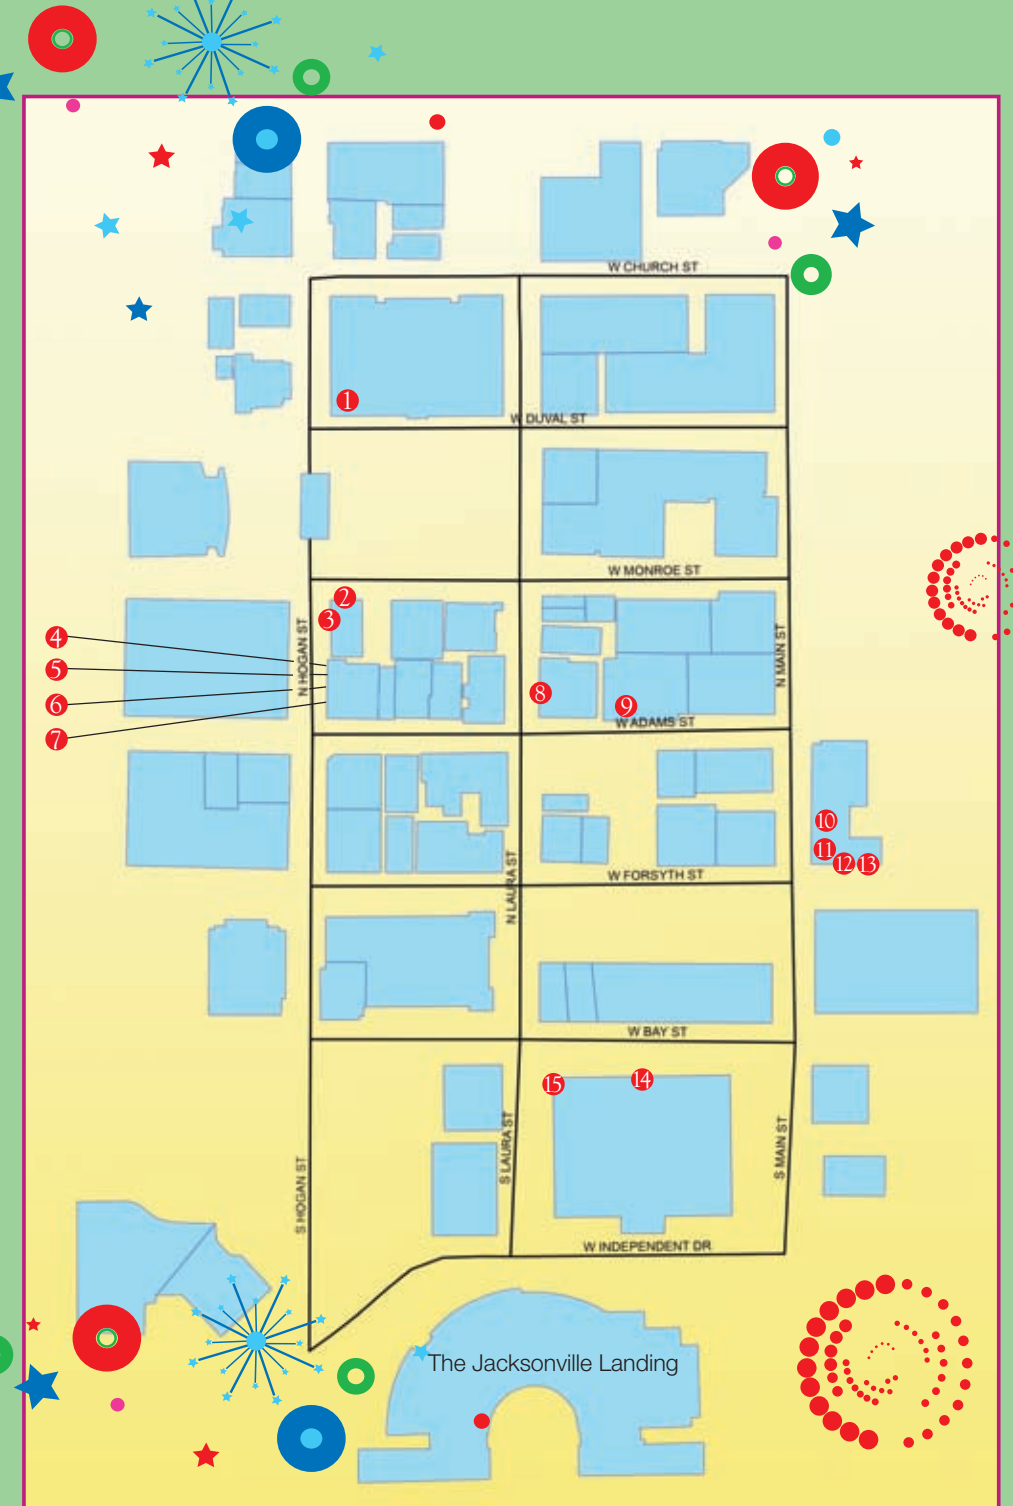 W CHURCH ST
1
W DUVAL ST
W MONROE ST
2
3
4
5
6
7
N HOGAN ST
N MAIN ST
8
9
W ADAMS ST
10
11
12
13
N LAURA ST
W FORSYTH ST
W BAY ST
15
14
S HOGAN ST
S LAURA ST
S MAIN ST
W INDEPENDENT DR
The Jacksonville Landing